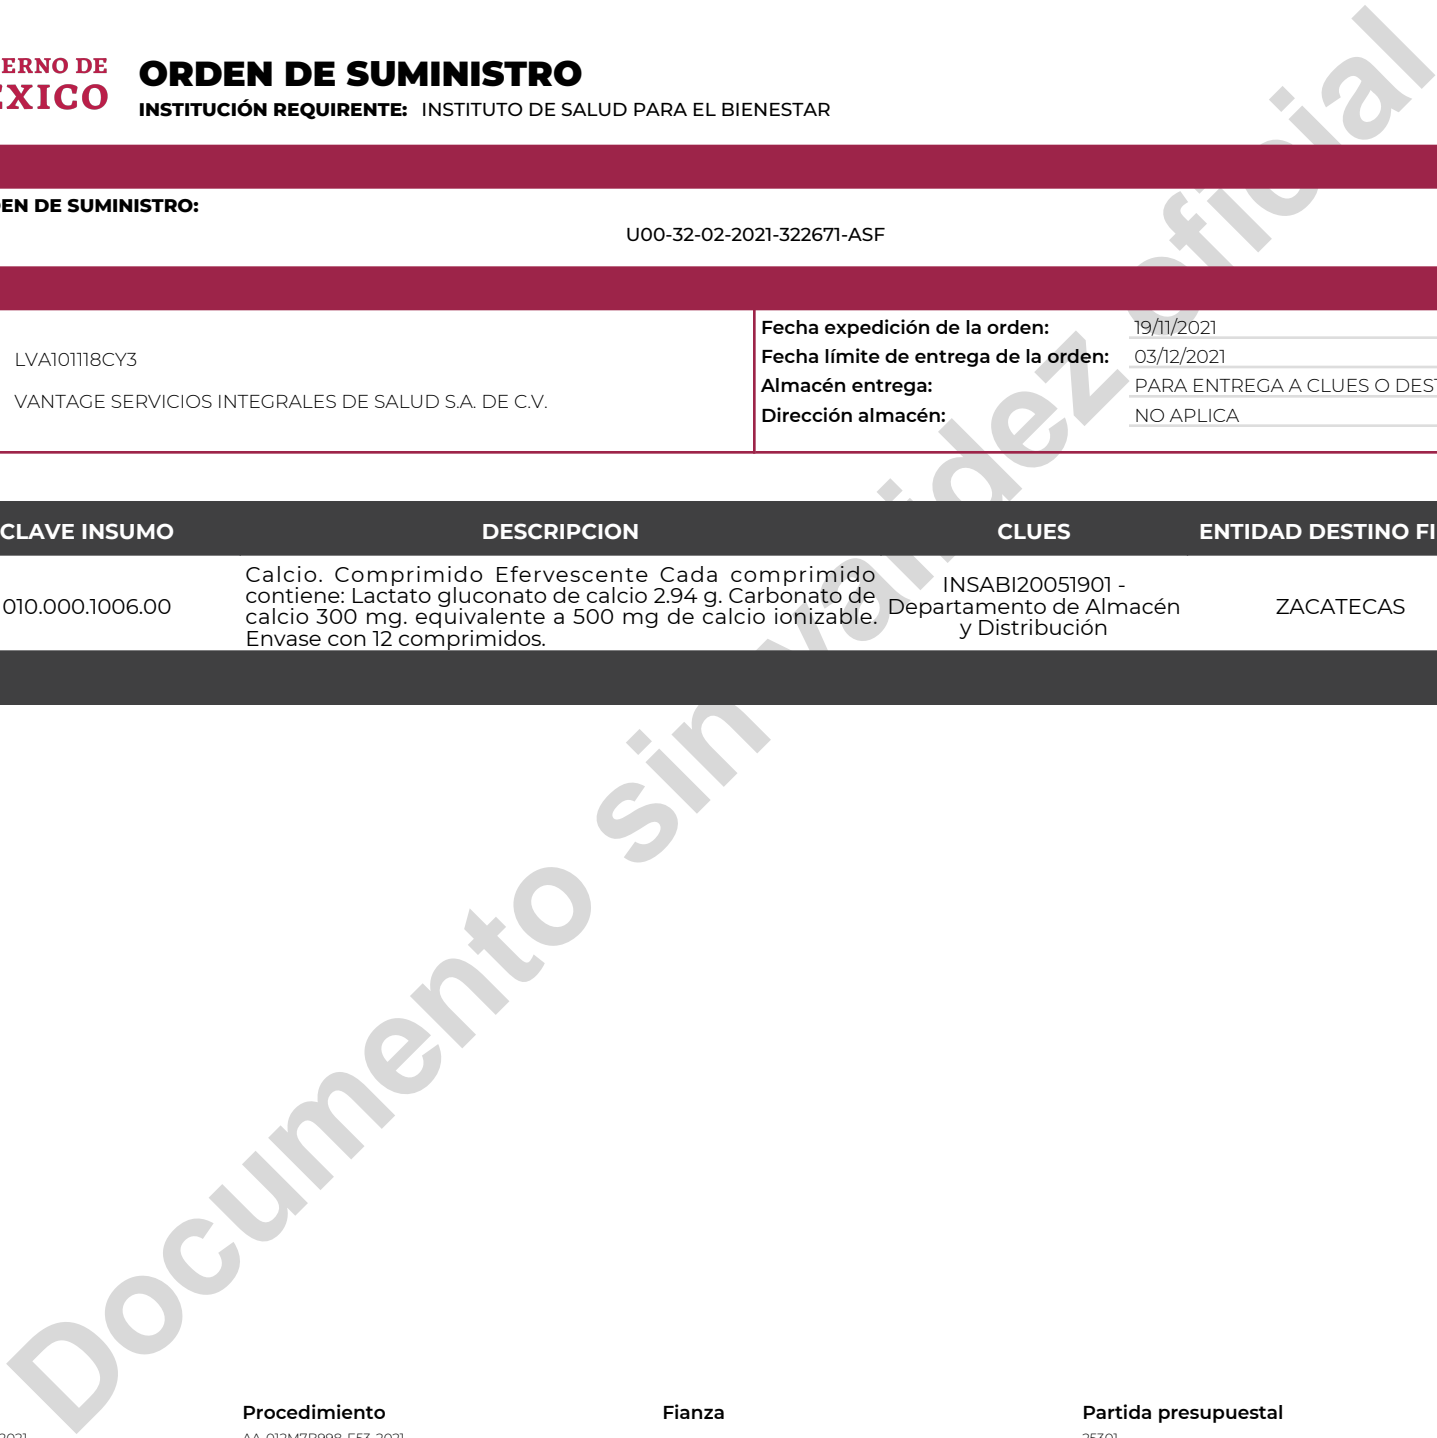 ERNO DE
ORDEN DE SUMINISTRO
EXICO
INSTITUCIÓN REQUIRENTE: INSTITUTO DE SALUD PARA EL BIENESTAR
EN DE SUMINISTRO:
U00-32-02-2021-322671-ASF
Fecha expedición de la orden: 19/11/2021
LVA101118CY3
Fecha límite de entrega de la orden: 03/12/2021
Almacén entrega: PARA ENTREGA A CLUES O DEST
VANTAGE SERVICIOS INTEGRALES DE SALUD S.A. DE C.V.
Dirección almacén: NO APLICA
CLAVE INSUMO DESCRIPCION CLUES ENTIDAD DESTINO FI
010.000.1006.00
Calcio. Comprimido Efervescente Cada comprimido
contiene: Lactato gluconato de calcio 2.94 g. Carbonato de
calcio 300 mg. equivalente a 500 mg de calcio ionizable.
Envase con 12 comprimidos.
INSABI20051901 -
Departamento de Almacén
y Distribución
ZACATECAS
Documento sin validez oficial
Procedimiento Fianza Partida presupuestal